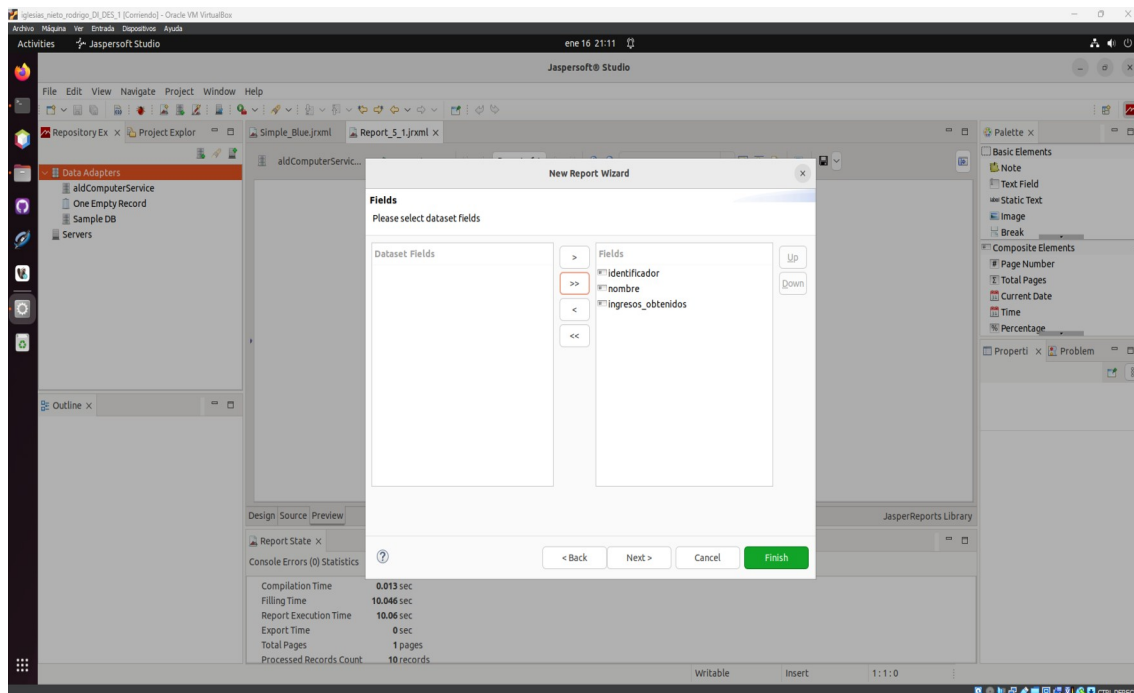 iglesias_nieto_rodrigo_DI_DES_1 [Corriendo] - Oracle VM VirtualBox
Archivo Máquina Ver Entrada Dispositivos Ayuda
Activities Jaspersoft Studio ene 16 21:11
Jaspersoft® Studio
File Edit View Navigate Project Window Help
Repository Ex Project Explor
Simple_Blue.jrxml Report_5_1.jrxml
Palette
Data Adapters
aldComputerService
One Empty Record
Sample DB
Servers
aldComputerServic...
Basic Elements
Note
Text Field
Static Text
Image
Break
Composite Elements
Page Number
Total Pages
Current Date
Time
Percentage
Properti Problem
Outline
New Report Wizard
Fields
Please select dataset fields
Dataset Fields
>
>>
<
<<
Fields
identificador
nombre
ingresos_obtenidos
Up
Down
< Back Next > Cancel Finish
Design Source Preview
JasperReports Library
Report State
Console Errors (0) Statistics
Compilation Time 0.013 sec
Filling Time 10.046 sec
Report Execution Time 10.06 sec
Export Time 0 sec
Total Pages 1 pages
Processed Records Count 10 records
Writable Insert 1:1:0